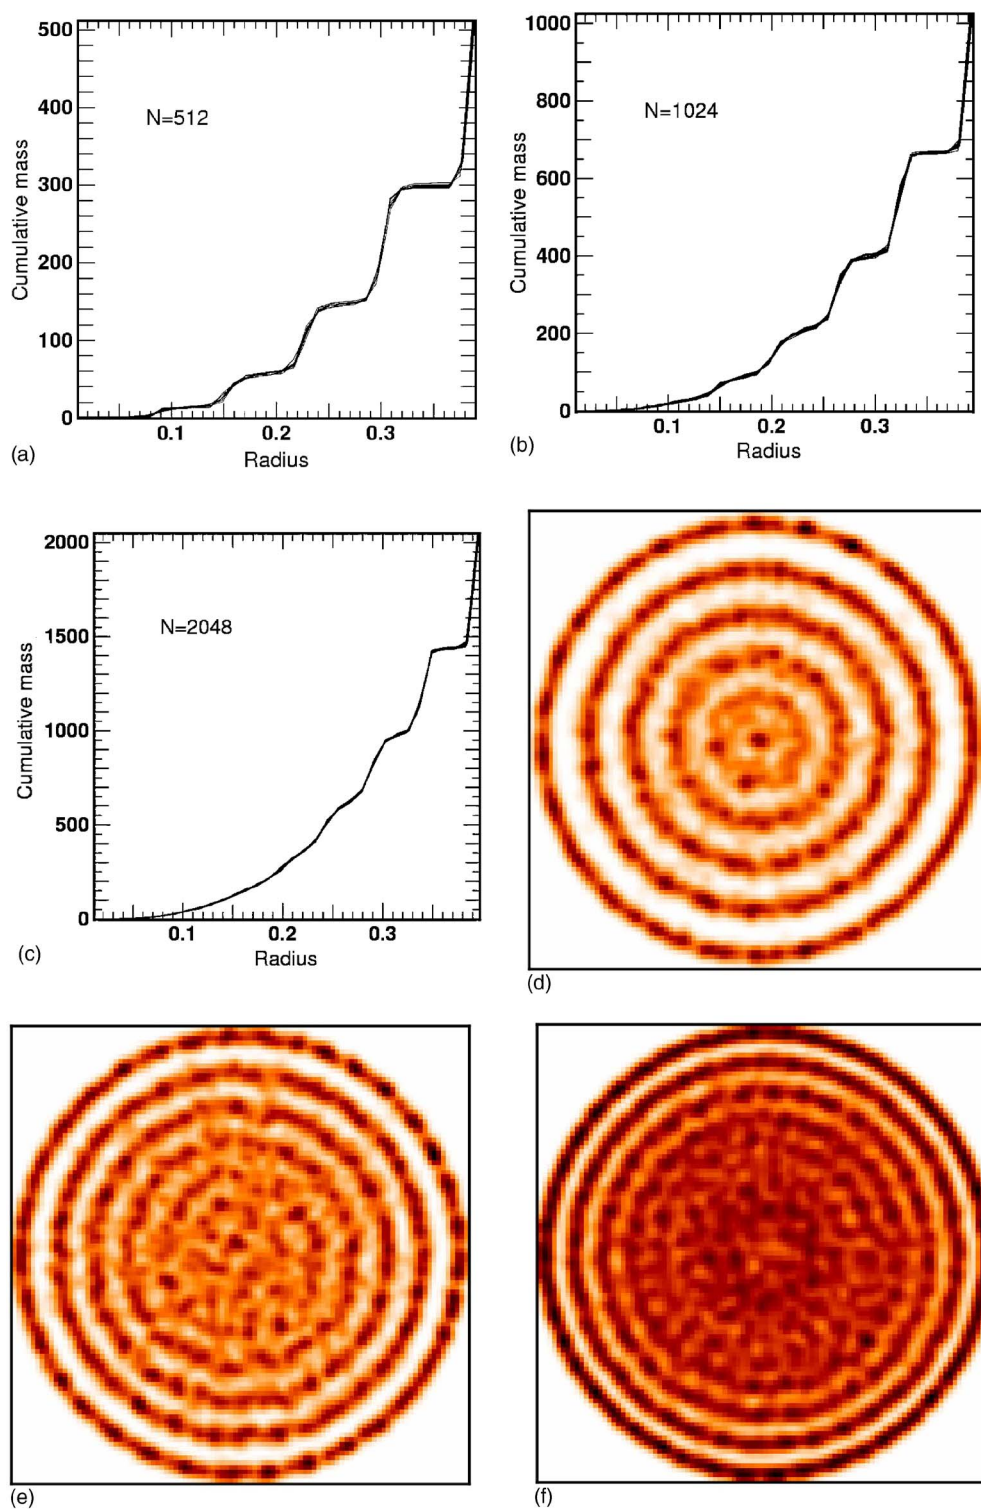 500
400
300
200
100
0
Cumulative mass
N=512
0.1 0.2 0.3
Radius
(a)
1000
800
600
400
200
0
Cumulative mass
N=1024
0.1 0.2 0.3
Radius
(b)
2000
1500
1000
500
0
Cumulative mass
N=2048
0.1 0.2 0.3
Radius
(c)
(d)
(e)
(f)